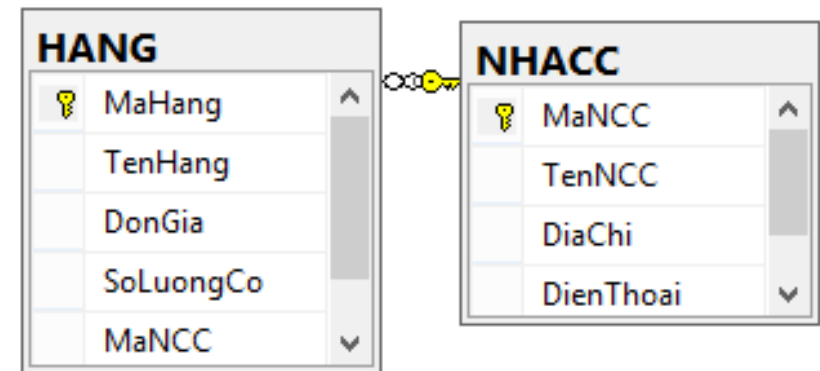 HANG
MaHang
TenHang
DonGia
SoLuongCo
MaNCC
NHACC
MaNCC
TenNCC
DiaChi
DienThoai